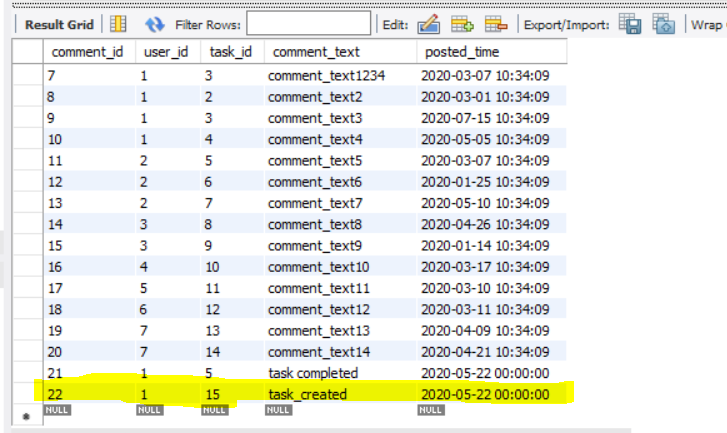 Result Grid Filter Rows: Edit: Export/Import: Wrap
comment_id user_id task_id comment_text posted_time
7 1 3 comment_text1234 2020-03-07 10:34:09
8 1 2 comment_text2 2020-03-01 10:34:09
9 1 3 comment_text3 2020-07-15 10:34:09
10 1 4 comment_text4 2020-05-05 10:34:09
11 2 5 comment_text5 2020-03-07 10:34:09
12 2 6 comment_text6 2020-01-25 10:34:09
13 2 7 comment_text7 2020-05-10 10:34:09
14 3 8 comment_text8 2020-04-26 10:34:09
15 3 9 comment_text9 2020-01-14 10:34:09
16 4 10 comment_text10 2020-03-17 10:34:09
17 5 11 comment_text11 2020-03-10 10:34:09
18 6 12 comment_text12 2020-03-11 10:34:09
19 7 13 comment_text13 2020-04-09 10:34:09
20 7 14 comment_text14 2020-04-21 10:34:09
21 1 5 task completed 2020-05-22 00:00:00
22 1 15 task_created 2020-05-22 00:00:00
NULL NULL NULL NULL NULL